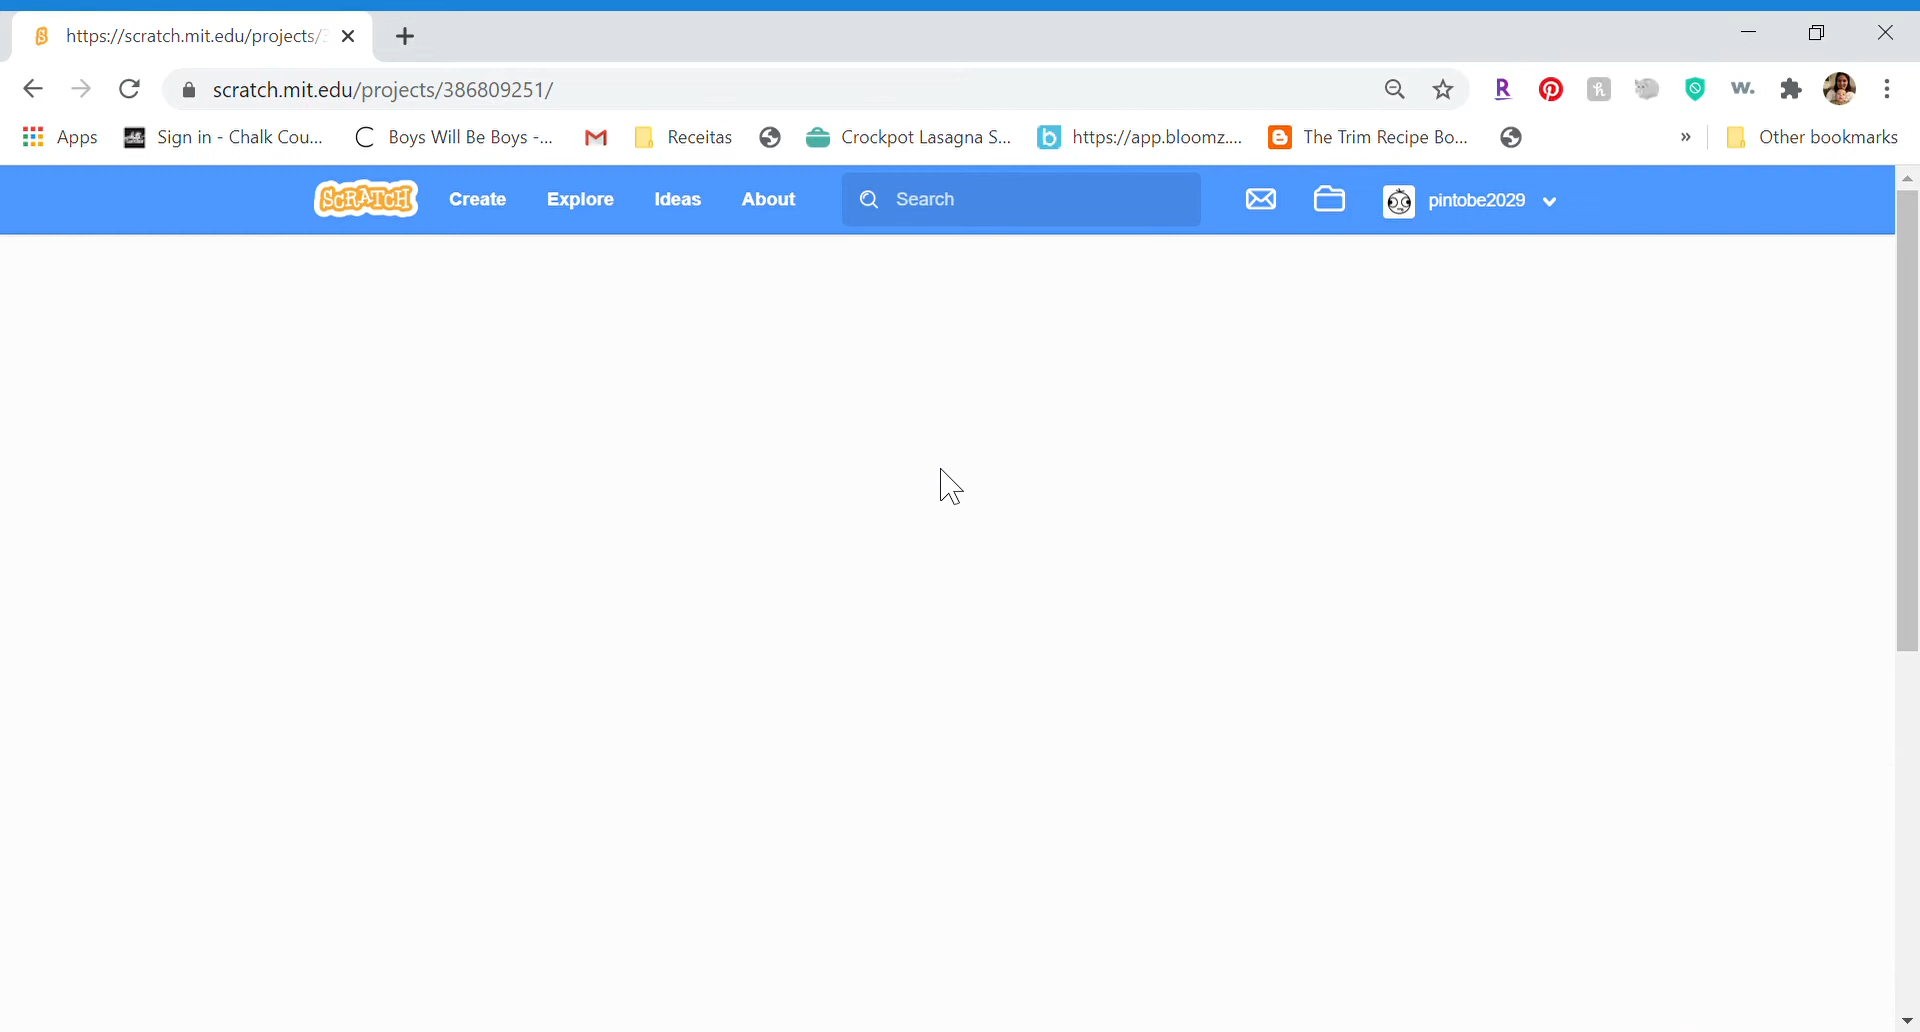 https://scratch.mit.edu/projects/
scratch.mit.edu/projects/386809251/
Apps Sign in - Chalk Cou... Boys Will Be Boys -... Receitas Crockpot Lasagna S... https://app.bloomz.... The Trim Recipe Bo... » Other bookmarks
SCRATCH Create Explore Ideas About Search pintobe2029